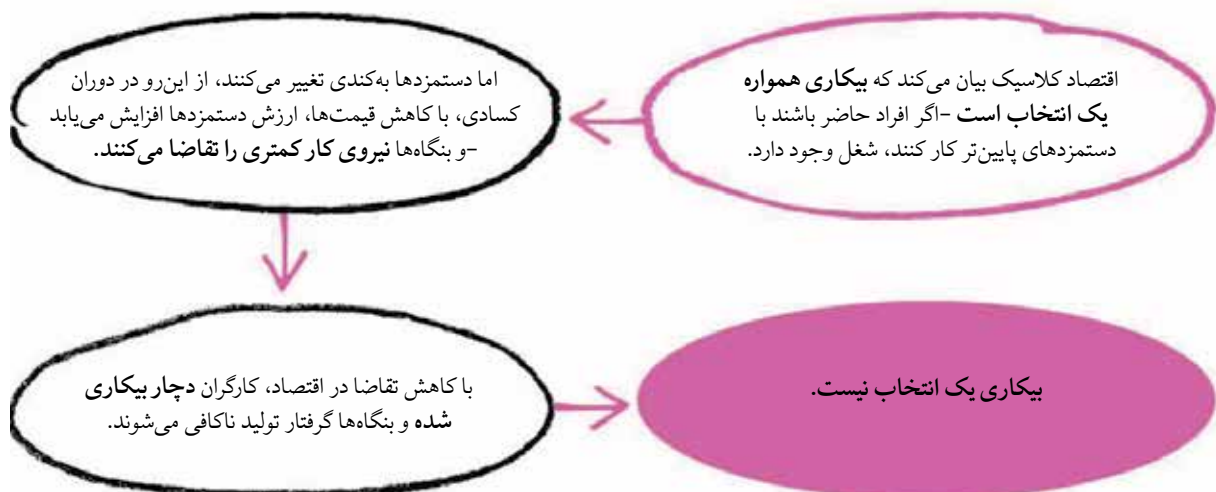 اقتصاد کلاسیک بیان می‌کند که بیکاری همواره
یک انتخاب است –اگر افراد حاضر باشند با
دستمزدهای پایین‌تر کار کنند، شغل وجود دارد.
اما دستمزدها به‌کندی تغییر می‌کنند، از این‌رو در دوران
کسادی، با کاهش قیمت‌ها، ارزش دستمزدها افزایش می‌یابد
–و بنگاه‌ها نیروی کار کمتری را تقاضا می‌کنند.
با کاهش تقاضا در اقتصاد، کارگران دچار بیکاری
شده و بنگاه‌ها گرفتار تولید ناکافی می‌شوند.
بیکاری یک انتخاب نیست.